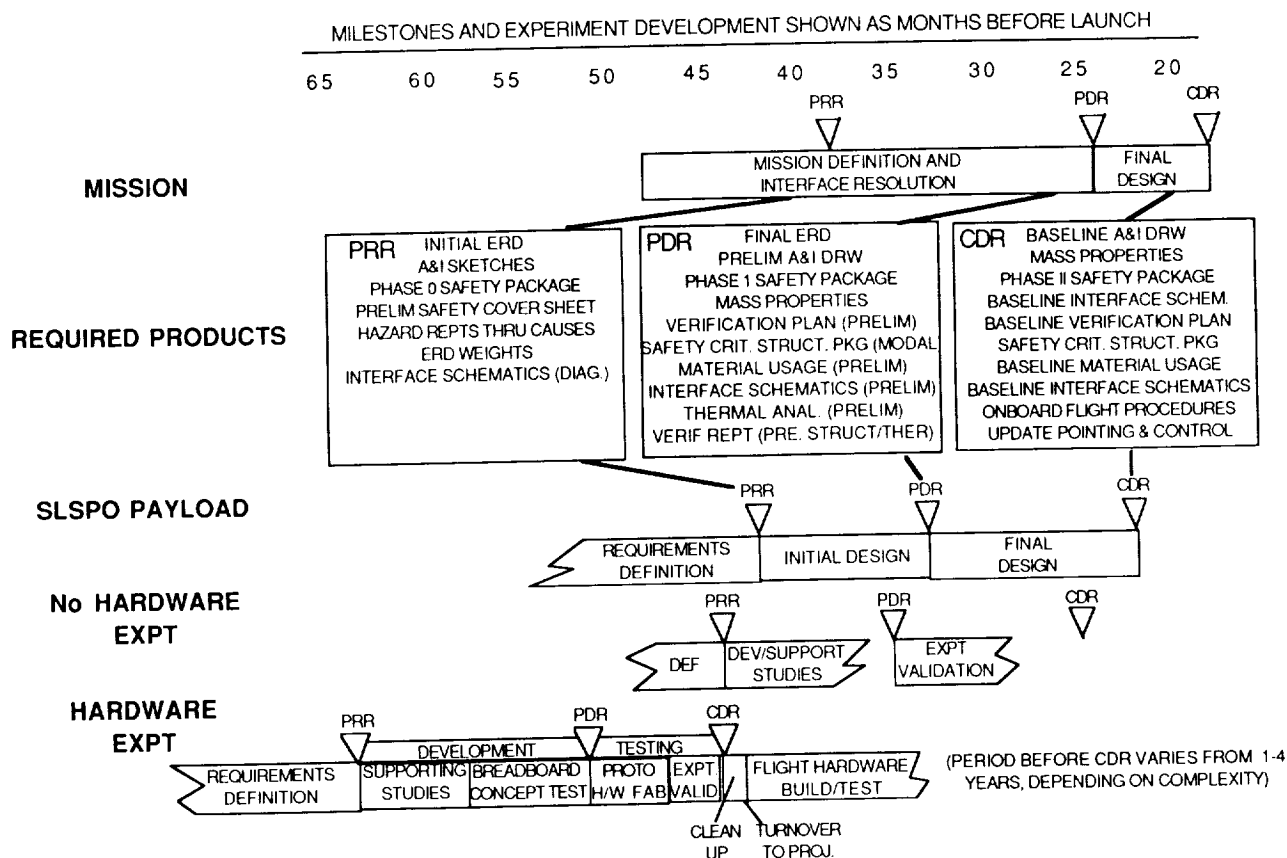 MILESTONES AND EXPERIMENT DEVELOPMENT SHOWN AS MONTHS BEFORE LAUNCH
65 60 55 50 45 40 35 25 20
PRR PDR CDR
MISSION
MISSION DEFINITION AND
INTERFACE RESOLUTION
FINAL
DESIGN
REQUIRED PRODUCTS
PRR
INITIAL ERD
A&I SKETCHES
PHASE 0 SAFETY PACKAGE
PRELIM SAFETY COVER SHEET
HAZARD REPTS THRU CAUSES
ERD WEIGHTS
INTERFACE SCHEMATICS (DIAG.)
PDR
FINAL ERD
PRELIM A&I DRW
PHASE 1 SAFETY PACKAGE
MASS PROPERTIES
VERIFICATION PLAN (PRELIM)
SAFETY CRIT. STRUCT. PKG (MODAL
MATERIAL USAGE (PRELIM)
INTERFACE SCHEMATICS (PRELIM)
THERMAL ANAL. (PRELIM)
VERIF REPT (PRE. STRUCT/THER)
CDR
BASELINE A&I DRW
MASS PROPERTIES
PHASE II SAFETY PACKAGE
BASELINE INTERFACE SCHEM.
BASELINE VERIFICATION PLAN
SAFETY CRIT. STRUCT. PKG
BASELINE MATERIAL USAGE
BASELINE INTERFACE SCHEMATICS
ONBOARD FLIGHT PROCEDURES
UPDATE POINTING & CONTROL
SLSPO PAYLOAD
PRR PDR CDR
REQUIREMENTS
DEFINITION
INITIAL DESIGN
FINAL
DESIGN
No HARDWARE
EXPT
PRR PDR CDR
DEF
DEV/SUPPORT
STUDIES
EXPT
VALIDATION
HARDWARE
EXPT
PRR PDR CDR
DEVELOPMENT TESTING
REQUIREMENTS
DEFINITION
SUPPORTING
STUDIES
BREADBOARD
CONCEPT TEST
PROTO
H/W FAB
EXPT
VALID
FLIGHT HARDWARE
BUILD/TEST
(PERIOD BEFORE CDR VARIES FROM 1-4
YEARS, DEPENDING ON COMPLEXITY)
CLEAN
UP
TURNOVER
TO PROJ.